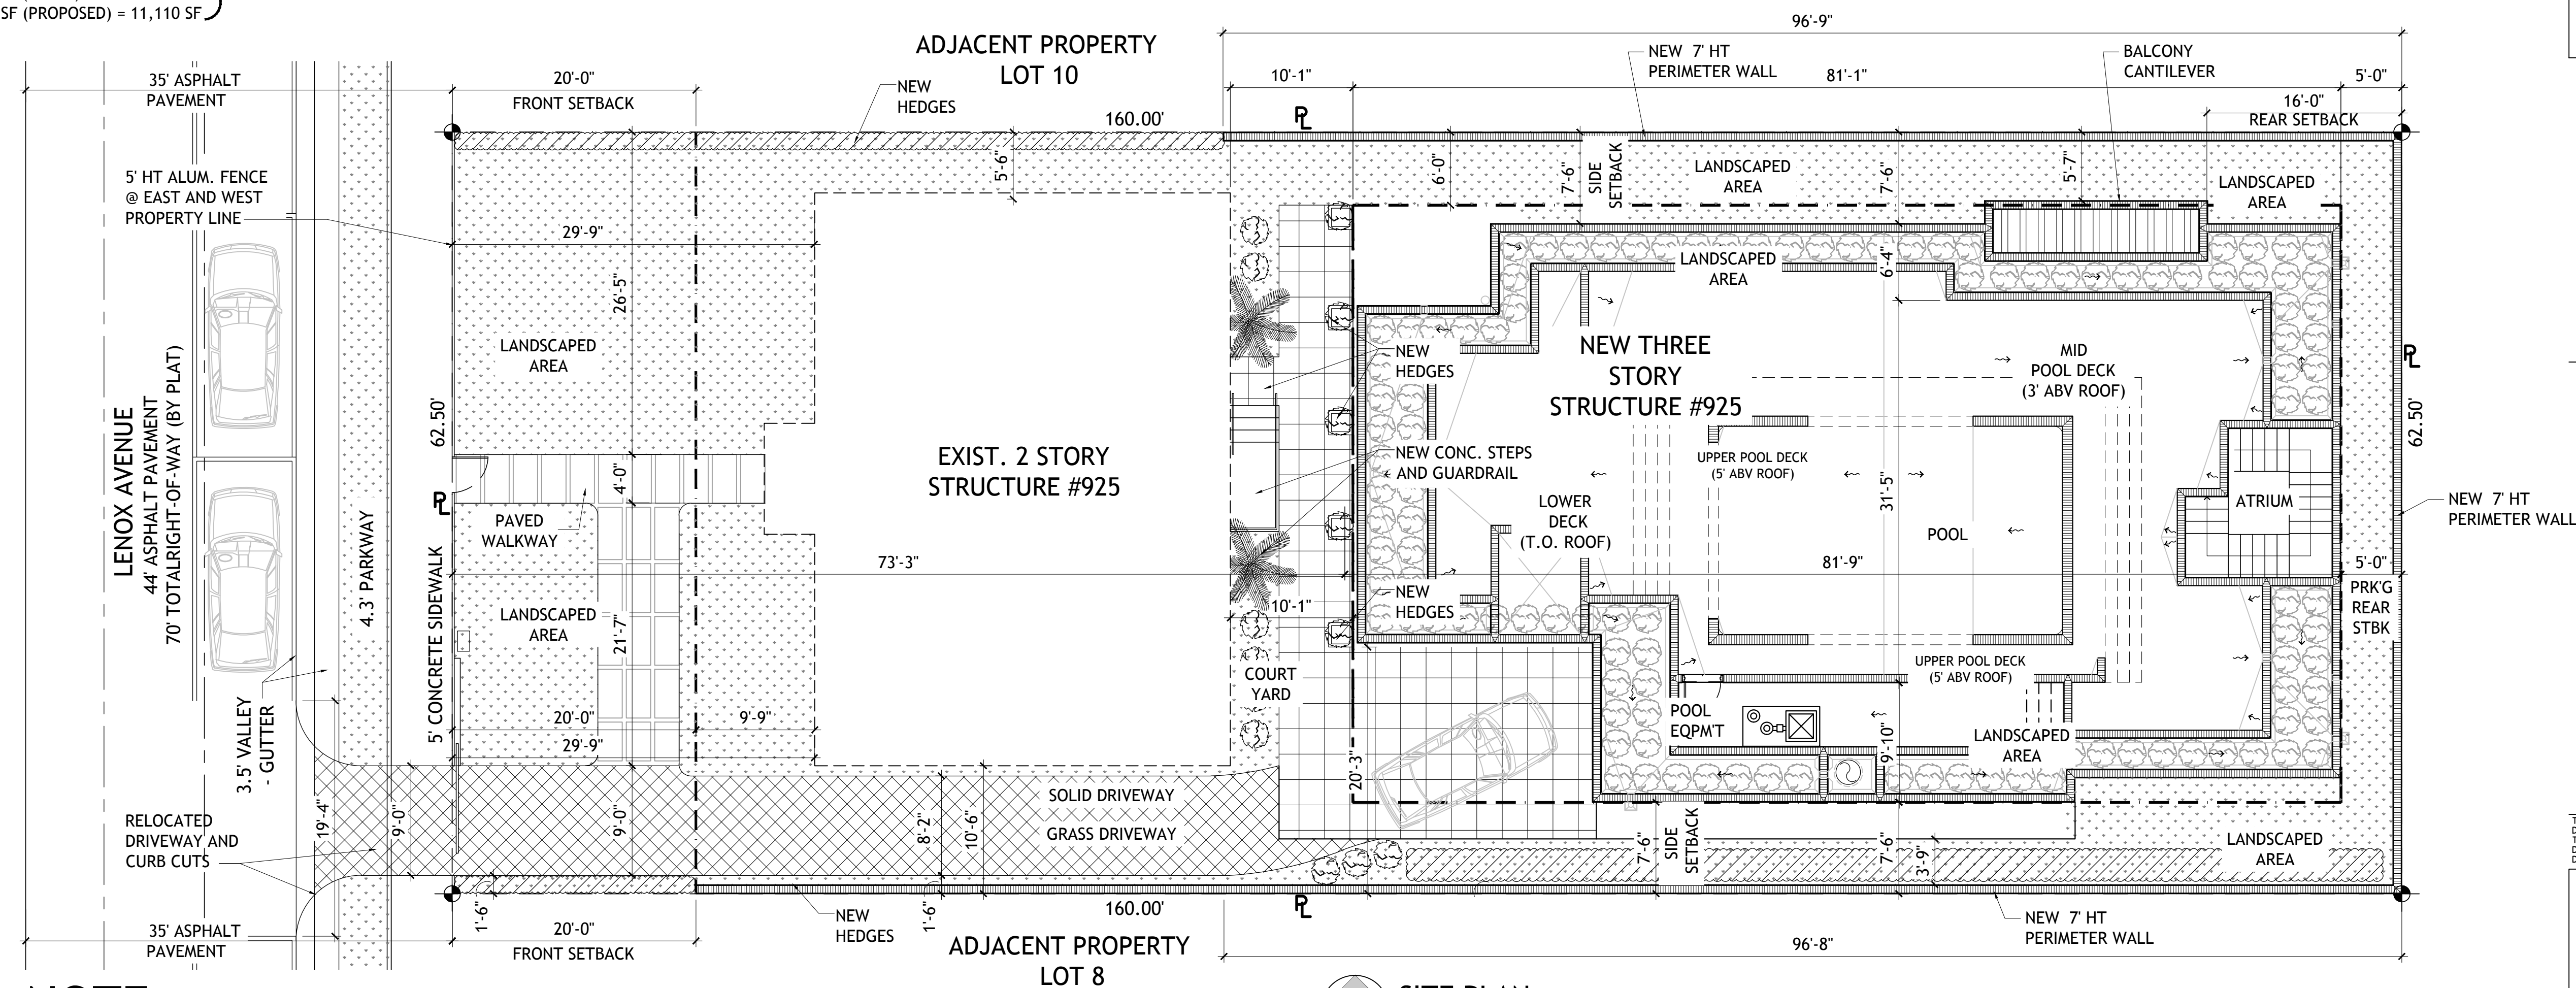 SF (PROPOSED) = 11,110 SF
96'-9"
ADJACENT PROPERTY
LOT 10
NEW 7' HT
PERIMETER WALL
BALCONY
CANTILEVER
35' ASPHALT
PAVEMENT
20'-0"
FRONT SETBACK
NEW
HEDGES
10'-1"
81'-1"
5'-0"
160.00'
PL
16'-0"
REAR SETBACK
5' HT ALUM. FENCE
@ EAST AND WEST
PROPERTY LINE
5'-6"
6'-0"
7'-6"
SIDE
SETBACK
LANDSCAPED
AREA
7'-6"
5'-7"
LANDSCAPED
AREA
29'-9"
26'-5"
LANDSCAPED
AREA
6'-4"
LANDSCAPED
AREA
NEW
HEDGES
NEW THREE
STORY
STRUCTURE #925
MID
POOL DECK
(3' ABV ROOF)
PL
LENOX AVENUE
44' ASPHALT PAVEMENT
70' TOTALRIGHT-OF-WAY (BY PLAT)
62.50'
62.50'
EXIST. 2 STORY
STRUCTURE #925
NEW CONC. STEPS
AND GUARDRAIL
UPPER POOL DECK
(5' ABV ROOF)
4'-0"
PL
31'-5"
ATRIUM
NEW 7' HT
PERIMETER WALL
PAVED
WALKWAY
LOWER
DECK
(T.O. ROOF)
POOL
4.3' PARKWAY
5' CONCRETE SIDEWALK
73'-3"
81'-9"
5'-0"
PRK'G
REAR
STBK
LANDSCAPED
AREA
21'-7"
10'-1"
NEW
HEDGES
COURT
YARD
UPPER POOL DECK
(5' ABV ROOF)
3.5' VALLEY
- GUTTER
20'-0"
9'-9"
29'-9"
POOL
EQPM'T
LANDSCAPED
AREA
9'-10"
20'-3"
RELOCATED
DRIVEWAY AND
CURB CUTS
19'-4"
9'-0"
9'-0"
8'-2"
10'-6"
SOLID DRIVEWAY
GRASS DRIVEWAY
7'-6"
SIDE
SETBACK
7'-6"
3'-9"
LANDSCAPED
AREA
1'-6"
1'-6"
160.00'
PL
NEW
HEDGES
NEW 7' HT
PERIMETER WALL
35' ASPHALT
PAVEMENT
20'-0"
FRONT SETBACK
ADJACENT PROPERTY
LOT 8
96'-8"
NOTE
SITE PLAN